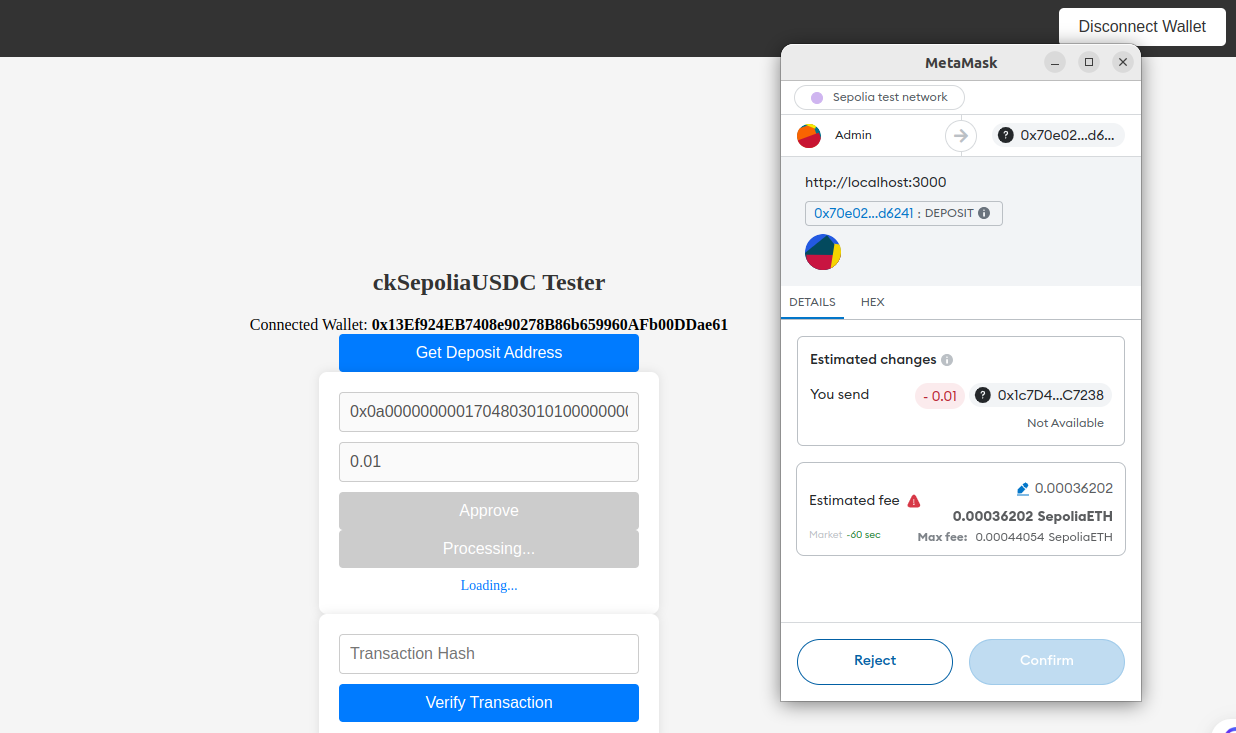 Disconnect Wallet
ckSepoliaUSDC Tester
Connected Wallet: 0x13Ef924EB7408e90278B86b659960AFb00DDae61
Get Deposit Address
0x0a0000000001704803010100000000
0.01
Approve
Processing...
Loading...
Transaction Hash
Verify Transaction
MetaMask
Sepolia test network
Admin
0x70e02...d6...
http://localhost:3000
0x70e02...d6241 : DEPOSIT
DETAILS HEX
Estimated changes
You send - 0.01 0x1c7D4...C7238
Not Available
0.00036202
Estimated fee
0.00036202 SepoliaETH
Market ~60 sec Max fee: 0.00044054 SepoliaETH
Reject Confirm